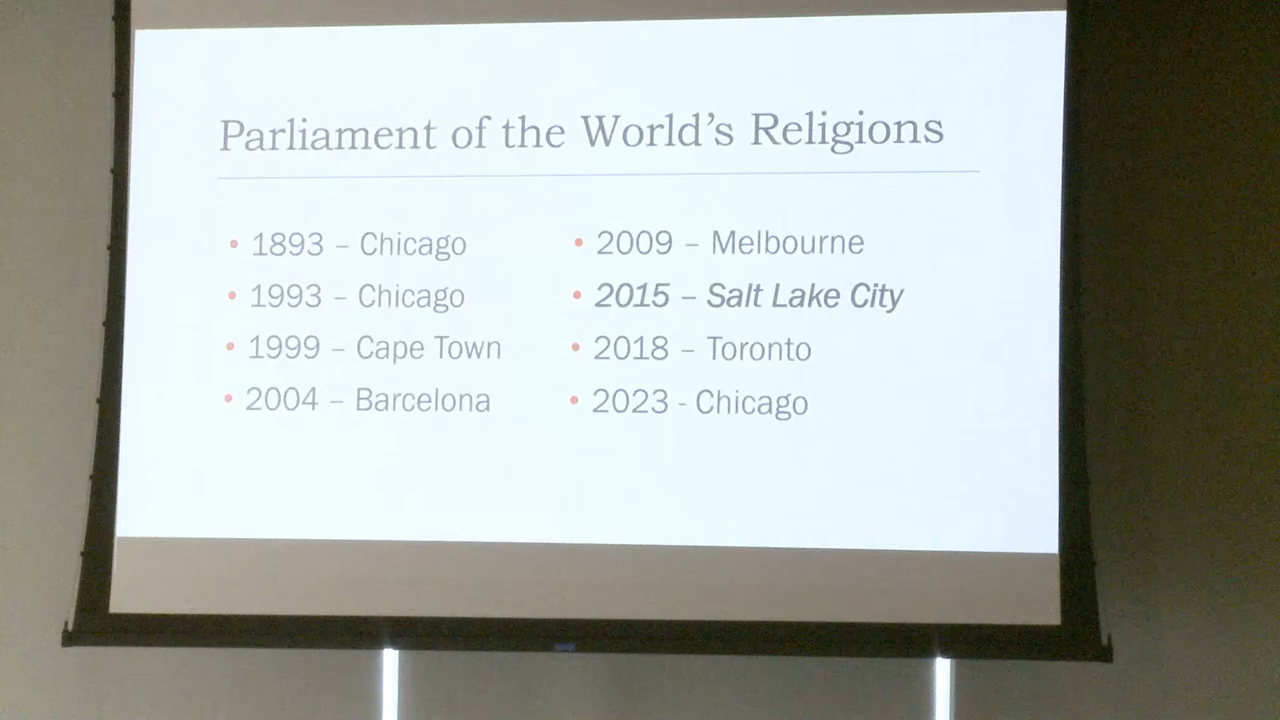 Parliament of the World's Religions
• 1893 – Chicago
• 1993 – Chicago
• 1999 – Cape Town
• 2004 – Barcelona
• 2009 – Melbourne
• 2015 – Salt Lake City
• 2018 – Toronto
• 2023 - Chicago